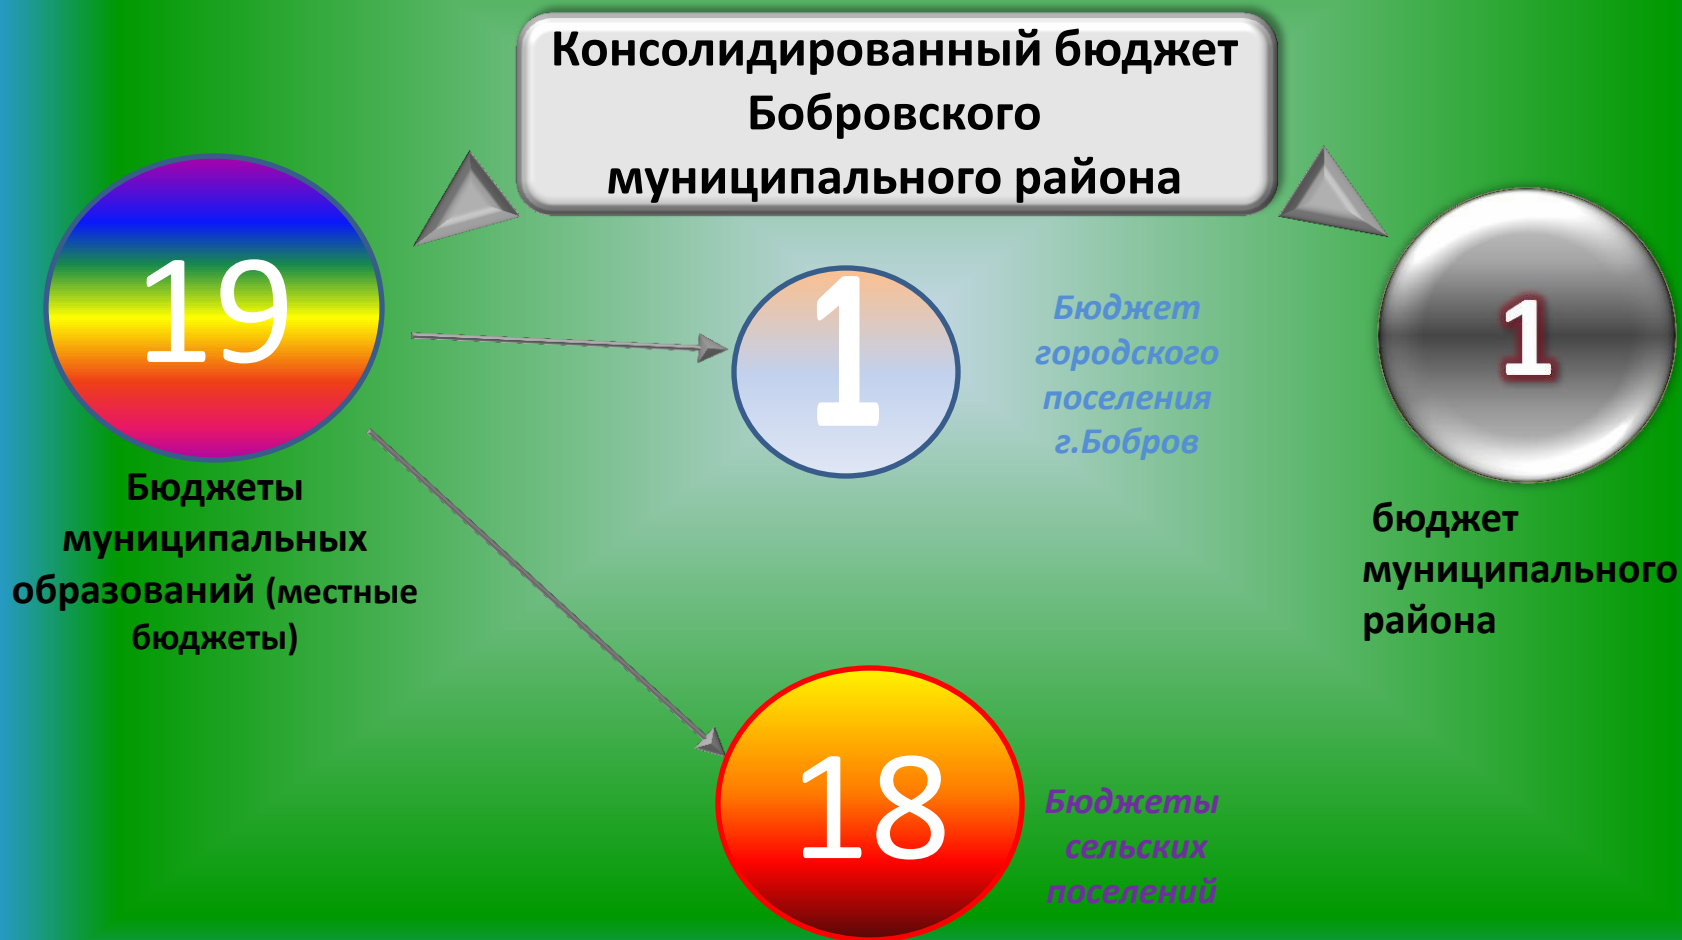 Консолидированный бюджет
Бобровского
муниципального района
19
Бюджеты
муниципальных
образований (местные
бюджеты)
1
Бюджет
городского
поселения
г.Бобров
1
бюджет
муниципального
района
18
Бюджеты
сельских
поселений